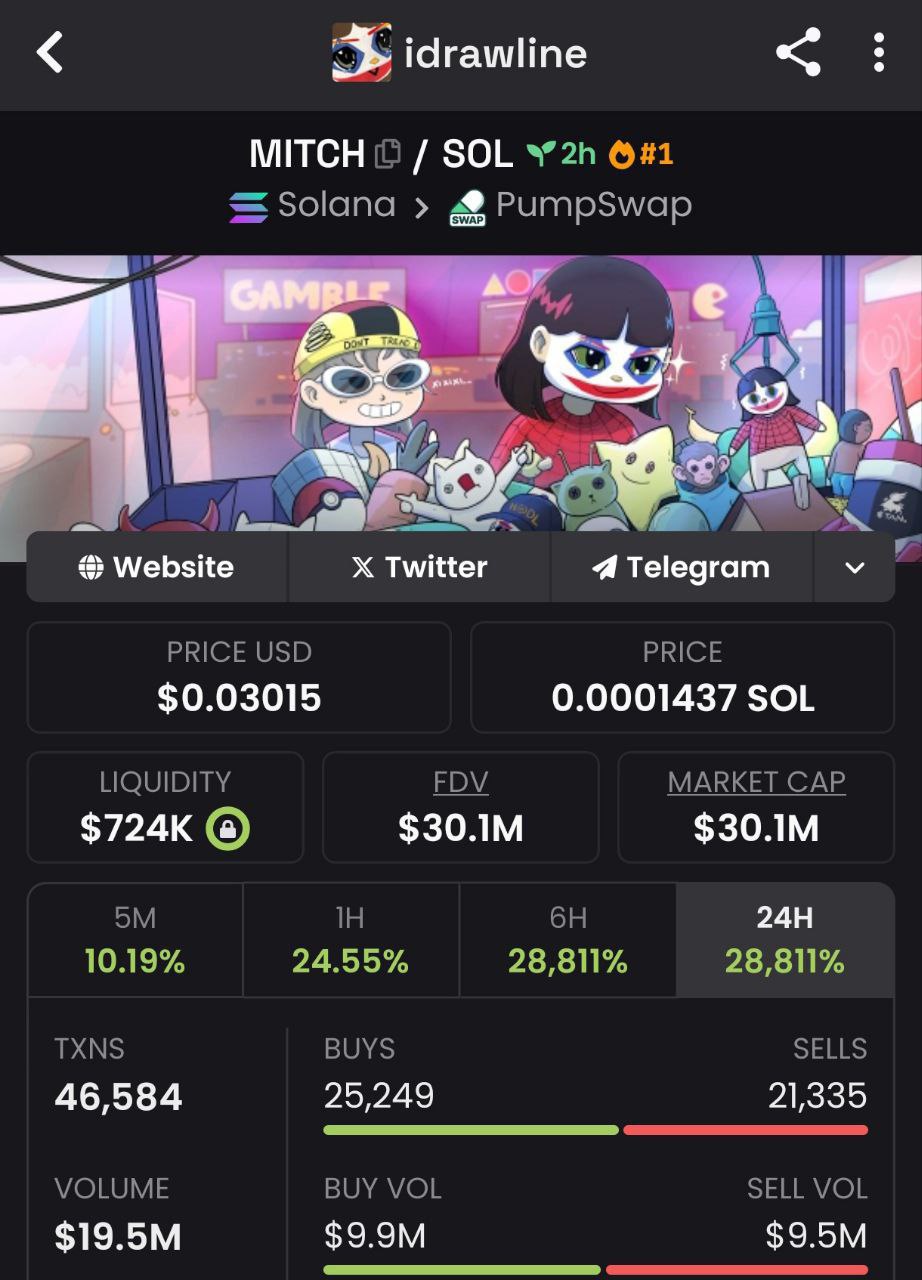 idrawline
MITCH / SOL 2h #1
Solana > SWAP PumpSwap
GAMBLE
DONT TREAD
xixixi...
Website
Twitter
Telegram
PRICE USD
$0.03015
PRICE
0.0001437 SOL
LIQUIDITY
$724K
FDV
$30.1M
MARKET CAP
$30.1M
5M
10.19%
1H
24.55%
6H
28,811%
24H
28,811%
TXNS
46,584
BUYS
25,249
SELLS
21,335
VOLUME
$19.5M
BUY VOL
$9.9M
SELL VOL
$9.5M